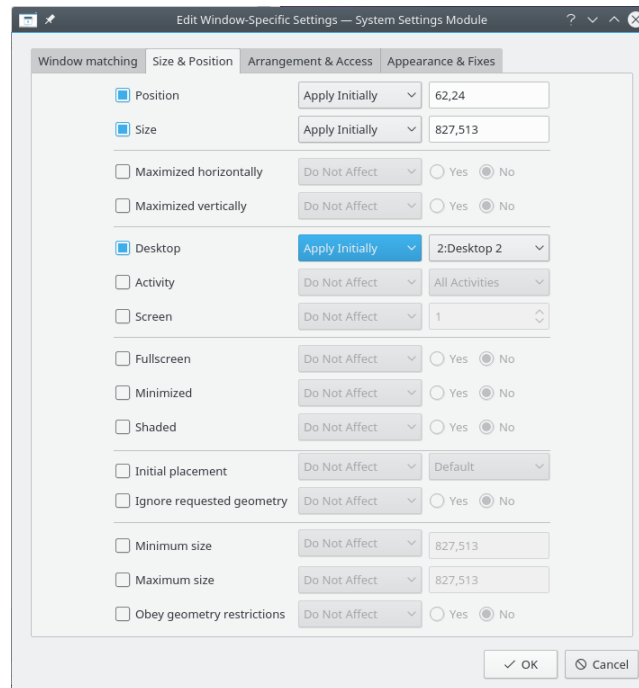 Edit Window-Specific Settings — System Settings Module
Window matching Size & Position Arrangement & Access Appearance & Fixes
Position Apply Initially 62,24
Size Apply Initially 827,513
Maximized horizontally Do Not Affect Yes No
Maximized vertically Do Not Affect Yes No
Desktop Apply Initially 2:Desktop 2
Activity Do Not Affect All Activities
Screen Do Not Affect 1
Fullscreen Do Not Affect Yes No
Minimized Do Not Affect Yes No
Shaded Do Not Affect Yes No
Initial placement Do Not Affect Default
Ignore requested geometry Do Not Affect Yes No
Minimum size Do Not Affect 827,513
Maximum size Do Not Affect 827,513
Obey geometry restrictions Do Not Affect Yes No
OK Cancel